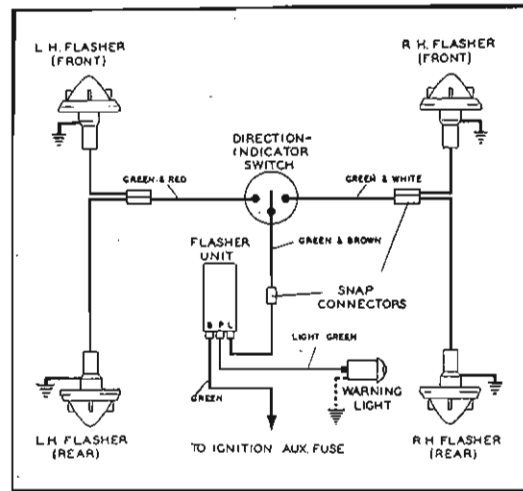 L H. FLASHER
(FRONT)
R H. FLASHER
(FRONT)
DIRECTION-
INDICATOR
SWITCH
GREEN & RED
GREEN & WHITE
GREEN & BROWN
FLASHER
UNIT
SNAP
CONNECTORS
B P L
LIGHT GREEN
GREEN
WARNING
LIGHT
L H FLASHER
(REAR)
TO IGNITION AUX. FUSE
R H FLASHER
(REAR)